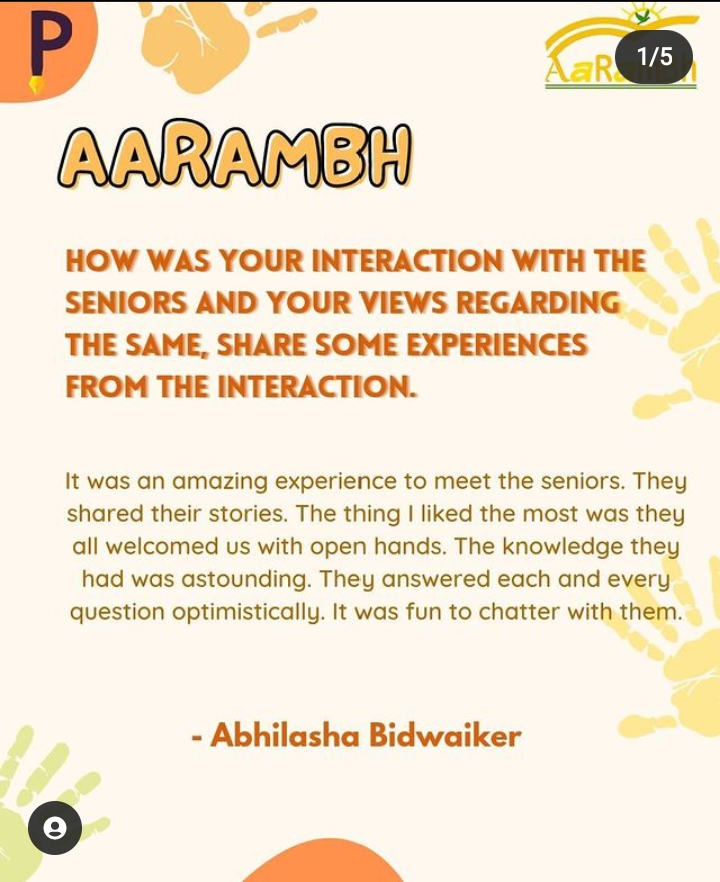 P
1/5
AARAMBH
HOW WAS YOUR INTERACTION WITH THE
SENIORS AND YOUR VIEWS REGARDING
THE SAME, SHARE SOME EXPERIENCES
FROM THE INTERACTION.
It was an amazing experience to meet the seniors. They
shared their stories. The thing I liked the most was they
all welcomed us with open hands. The knowledge they
had was astounding. They answered each and every
question optimistically. It was fun to chatter with them.
- Abhilasha Bidwaiker